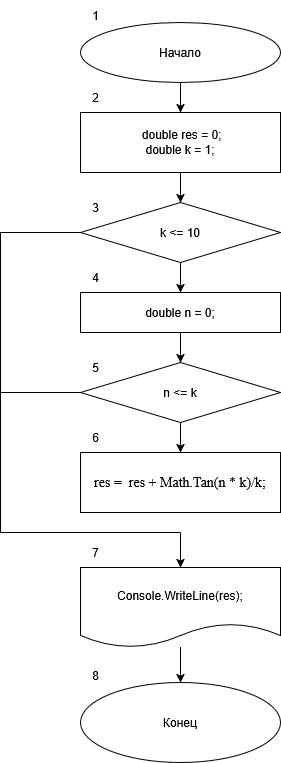 1
Начало
2
double res = 0;
double k = 1;
3
k <= 10
4
double n = 0;
5
n <= k
6
res =  res + Math.Tan(n * k)/k;
7
Console.WriteLine(res);
8
Конец